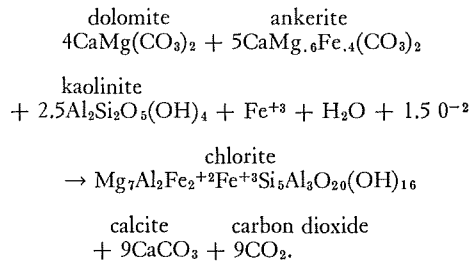 dolomite ankerite
4CaMg(CO₃)₂ + 5CaMg.₆Fe.₄(CO₃)₂
kaolinite
+ 2.5Al₂Si₂O₅(OH)₄ + Fe⁺³ + H₂O + 1.5 0⁻²
chlorite
→ Mg₇Al₂Fe₂⁺²Fe⁺³Si₅Al₃O₂₀(OH)₁₆
calcite carbon dioxide
+ 9CaCO₃ + 9CO₂.